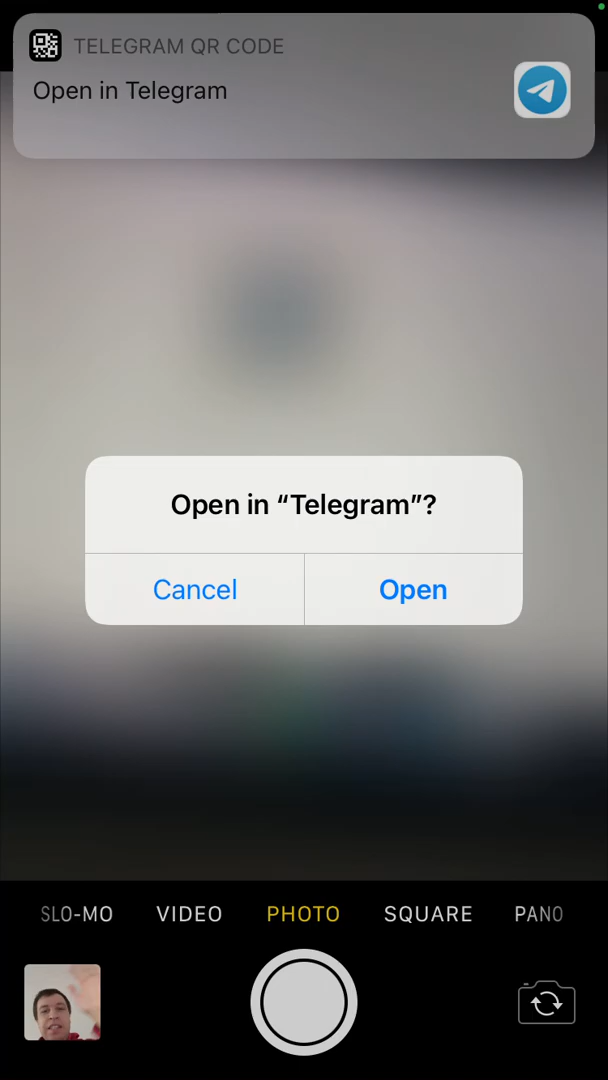 TELEGRAM QR CODE
Open in Telegram
Open in “Telegram”?
Cancel
Open
SLO-MO
VIDEO
PHOTO
SQUARE
PANO